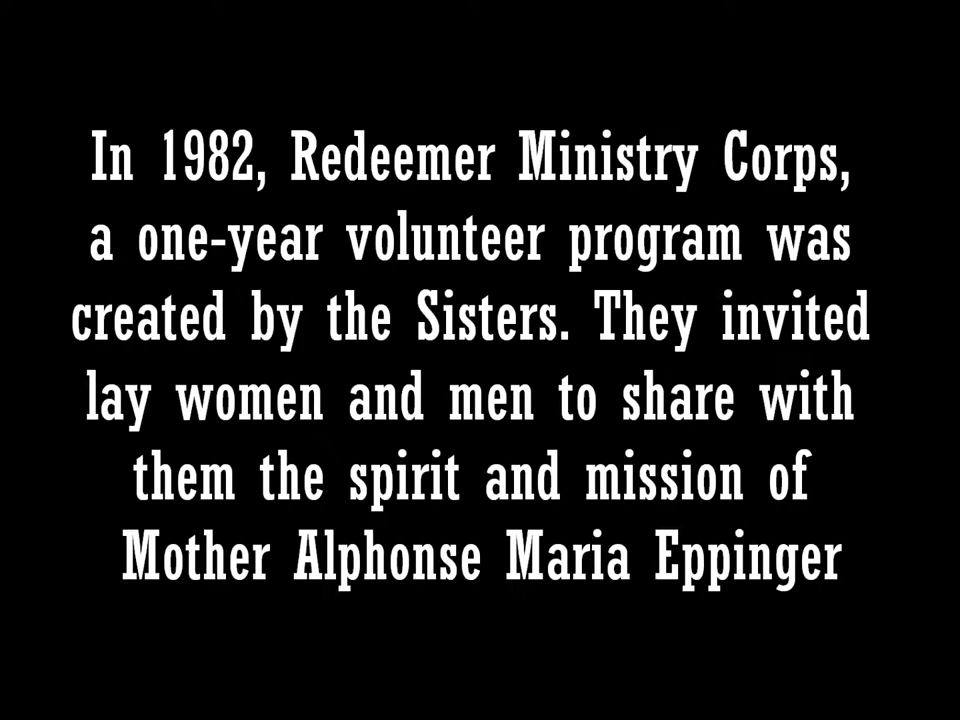 In 1982, Redeemer Ministry Corps,
a one-year volunteer program was
created by the Sisters. They invited
lay women and men to share with
them the spirit and mission of
Mother Alphonse Maria Eppinger